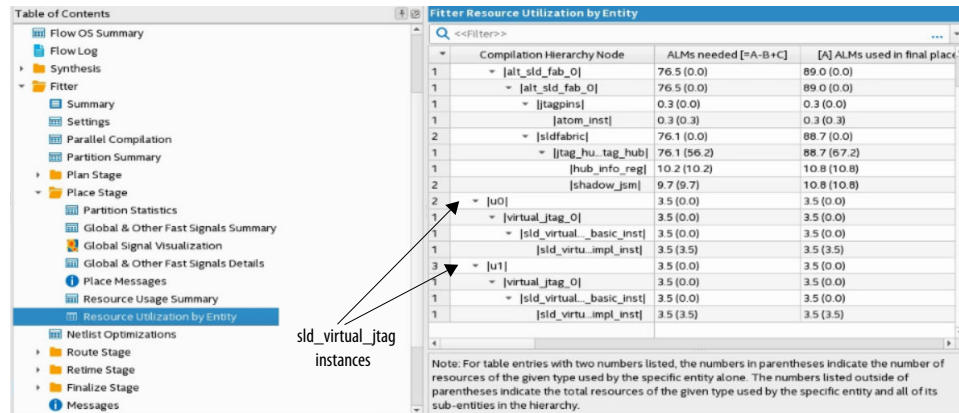 Table of Contents
Flow OS Summary
Flow Log
Synthesis
Fitter
Summary
Settings
Parallel Compilation
Partition Summary
Plan Stage
Place Stage
Partition Statistics
Global & Other Fast Signals Summary
Global Signal Visualization
Global & Other Fast Signals Details
Place Messages
Resource Usage Summary
Resource Utilization by Entity
Netlist Optimizations
Route Stage
Retime Stage
Finalize Stage
Messages
sld_virtual_jtag
instances
Fitter Resource Utilization by Entity
<<Filter>> ...
Compilation Hierarchy Node ALMs needed [=A-B+C] [A] ALMs used in final place
1 |alt_sld_fab_0| 76.5 (0.0) 89.0 (0.0)
1 |alt_sld_fab_0| 76.5 (0.0) 89.0 (0.0)
1 |jtagpins| 0.3 (0.0) 0.3 (0.0)
1 |atom_inst| 0.3 (0.3) 0.3 (0.3)
2 |sldfabric| 76.1 (0.0) 88.7 (0.0)
1 |jtag_hu...tag_hub| 76.1 (56.2) 88.7 (67.2)
1 |hub_info_reg| 10.2 (10.2) 10.8 (10.8)
2 |shadow_jsm| 9.7 (9.7) 10.8 (10.8)
2 |u0| 3.5 (0.0) 3.5 (0.0)
1 |virtual_jtag_0| 3.5 (0.0) 3.5 (0.0)
1 |sld_virtual..._basic_inst| 3.5 (0.0) 3.5 (0.0)
1 |sld_virtu...impl_inst| 3.5 (3.5) 3.5 (3.5)
3 |u1| 3.5 (0.0) 3.5 (0.0)
1 |virtual_jtag_0| 3.5 (0.0) 3.5 (0.0)
1 |sld_virtual..._basic_inst| 3.5 (0.0) 3.5 (0.0)
1 |sld_virtu...impl_inst| 3.5 (3.5) 3.5 (3.5)
Note: For table entries with two numbers listed, the numbers in parentheses indicate the number of
resources of the given type used by the specific entity alone. The numbers listed outside of
parentheses indicate the total resources of the given type used by the specific entity and all of its
sub-entities in the hierarchy.